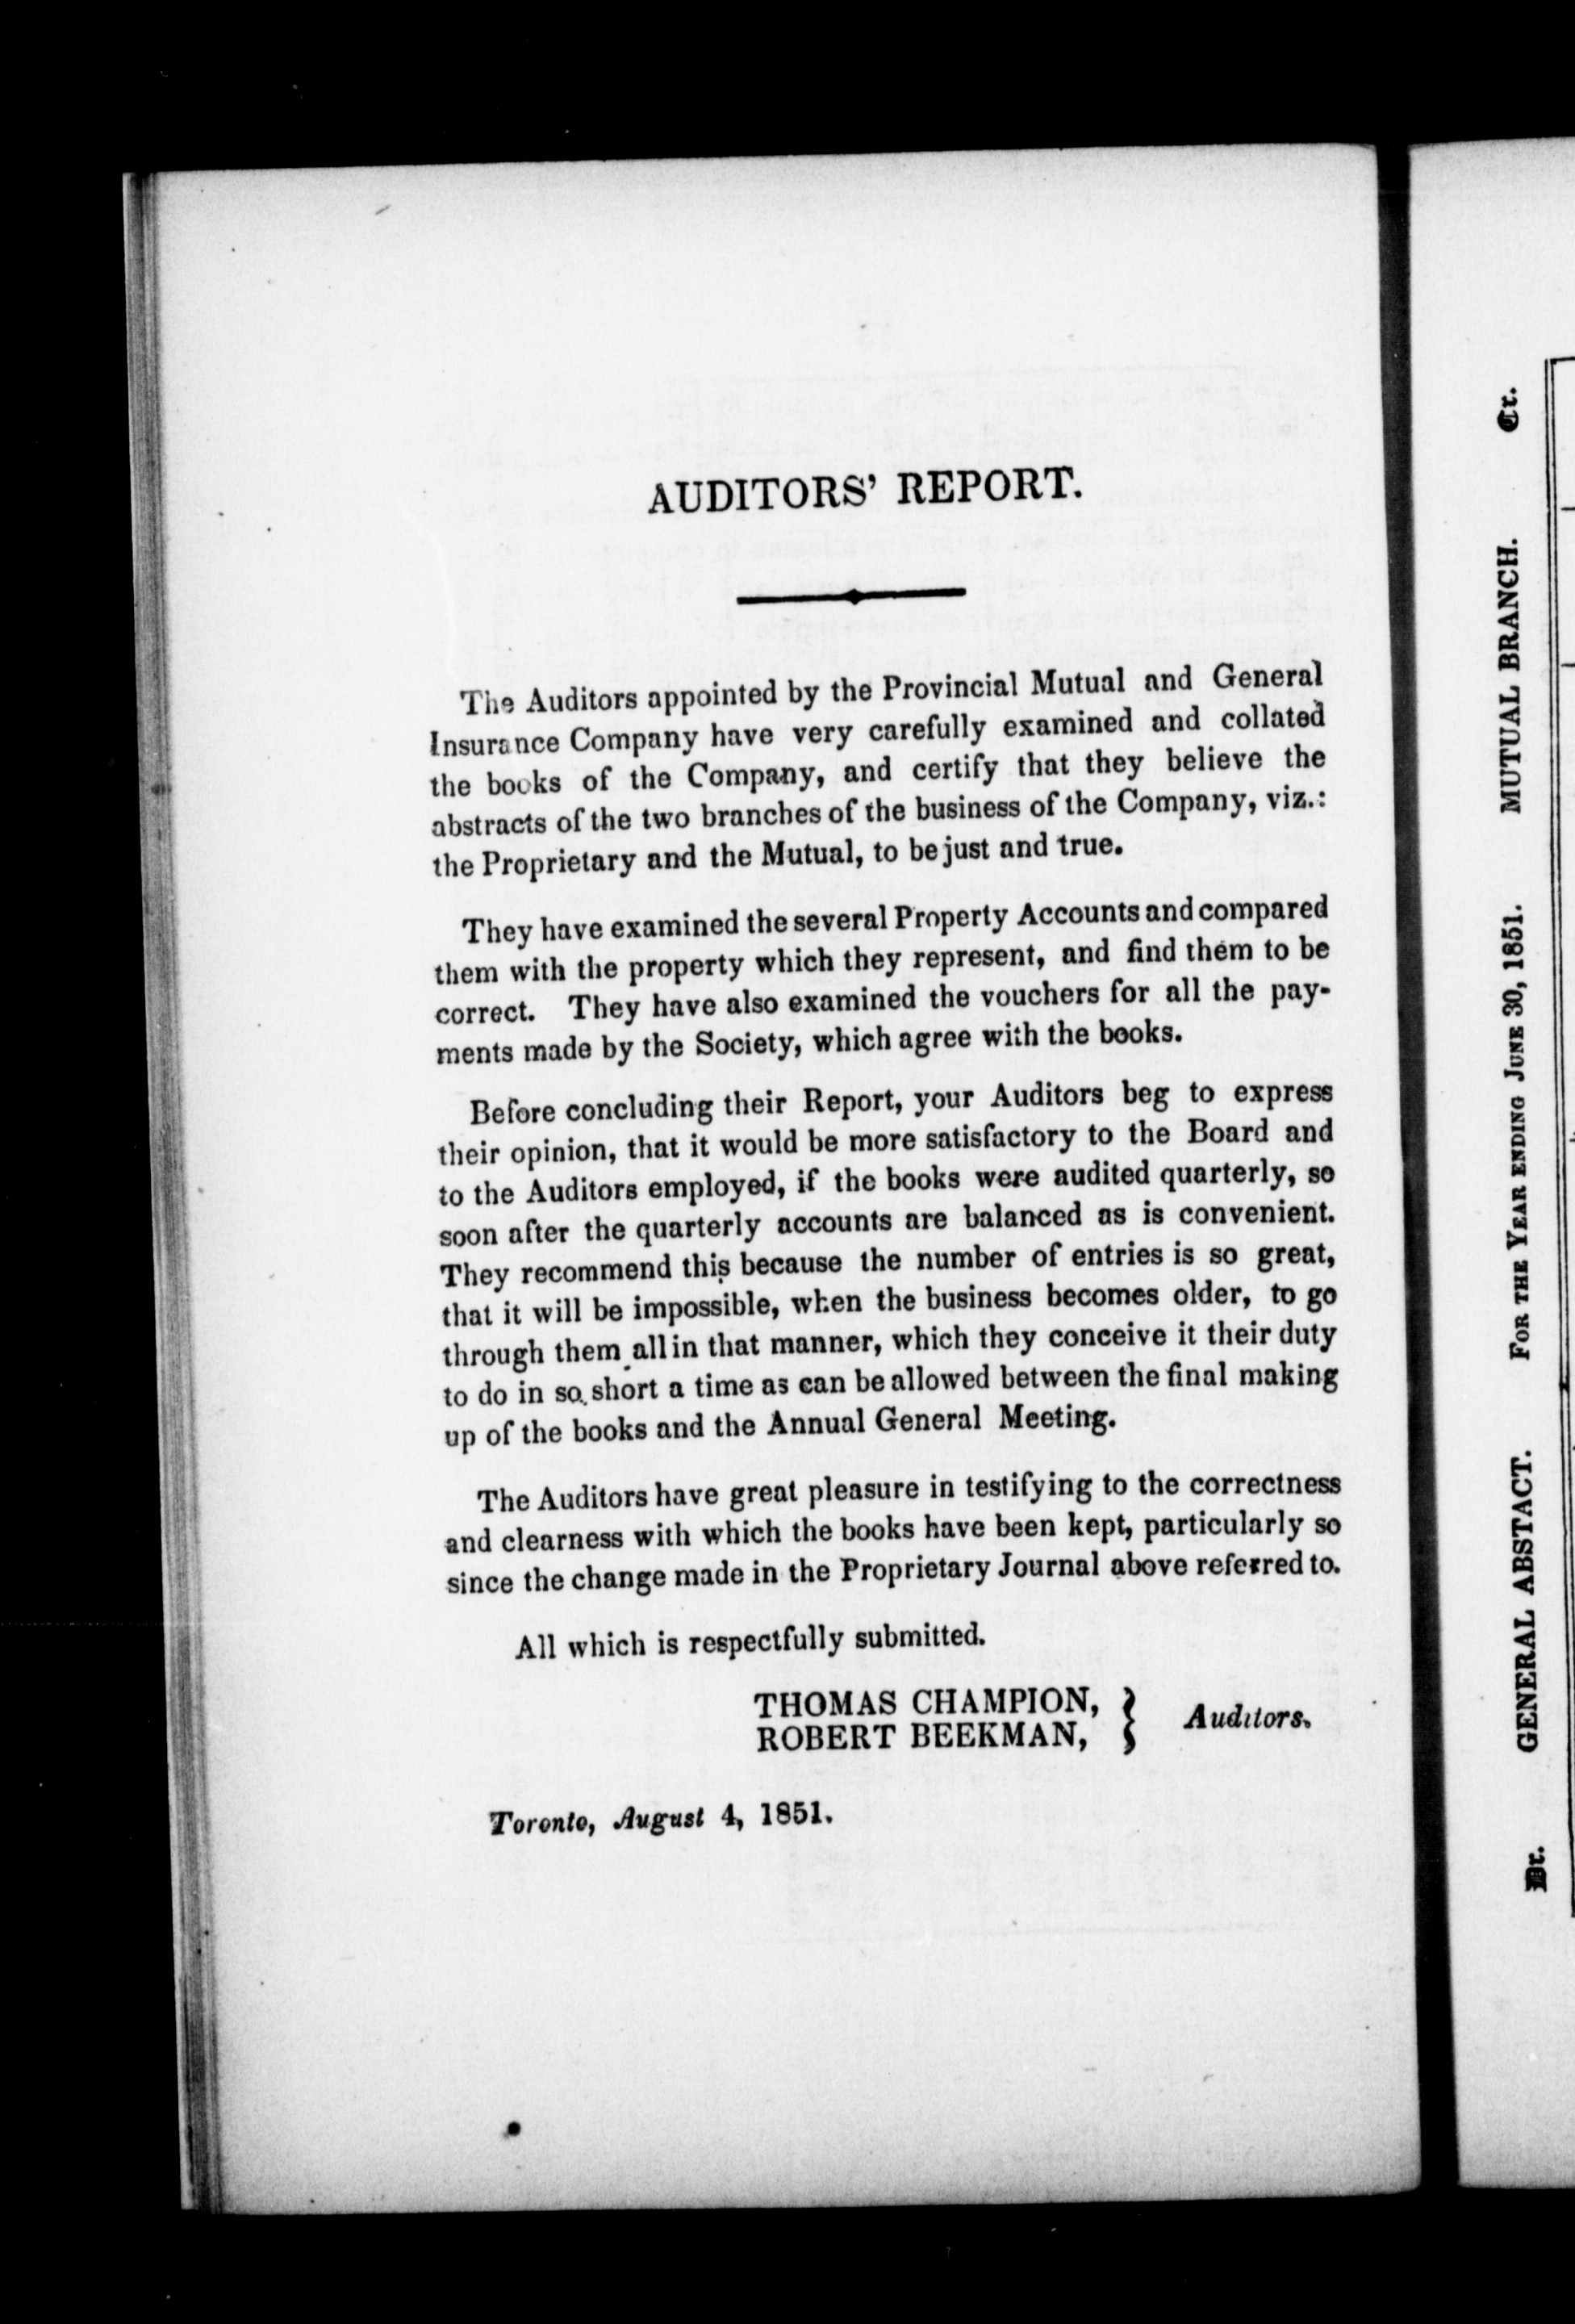 AUDITORS' REPORT.
The Auditors appointed by the Provincial Mutual and General
Insurance Company have very carefully examined and collated
the books of the Company, and certify that they believe the
abstracts of the two branches of the business of the Company, viz.:
the Proprietary and the Mutual, to be just and true.
They have examined the several Property Accounts and compared
them with the property which they represent, and find them to be
correct. They have also examined the vouchers for all the pay-
ments made by the Society, which agree with the books.
Before concluding their Report, your Auditors beg to express
their opinion, that it would be more satisfactory to the Board and
to the Auditors employed, if the books were audited quarterly, so
soon after the quarterly accounts are balanced as is convenient.
They recommend this because the number of entries is so great,
that it will be impossible, when the business becomes older, to go
through them all in that manner, which they conceive it their duty
to do in so short a time as can be allowed between the final making
up of the books and the Annual General Meeting.
The Auditors have great pleasure in testifying to the correctness
and clearness with which the books have been kept, particularly so
since the change made in the Proprietary Journal above referred to.
All which is respectfully submitted.
THOMAS CHAMPION,
ROBERT BEEKMAN, } Auditors.
Toronto, August 4, 1851.
Dr. GENERAL ABSTACT. FOR THE YEAR ENDING JUNE 30, 1851. MUTUAL BRANCH. Cr.